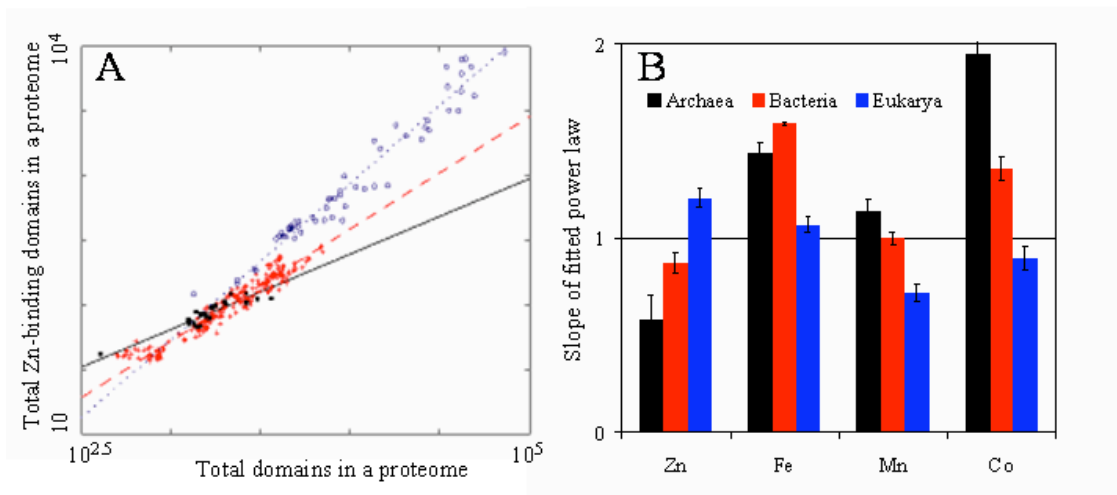 A
Total Zn-binding domains in a proteome
10^4
10
10^2.5
10^5
Total domains in a proteome
B
Archaea Bacteria Eukarya
Slope of fitted power law
2
1
0
Zn Fe Mn Co